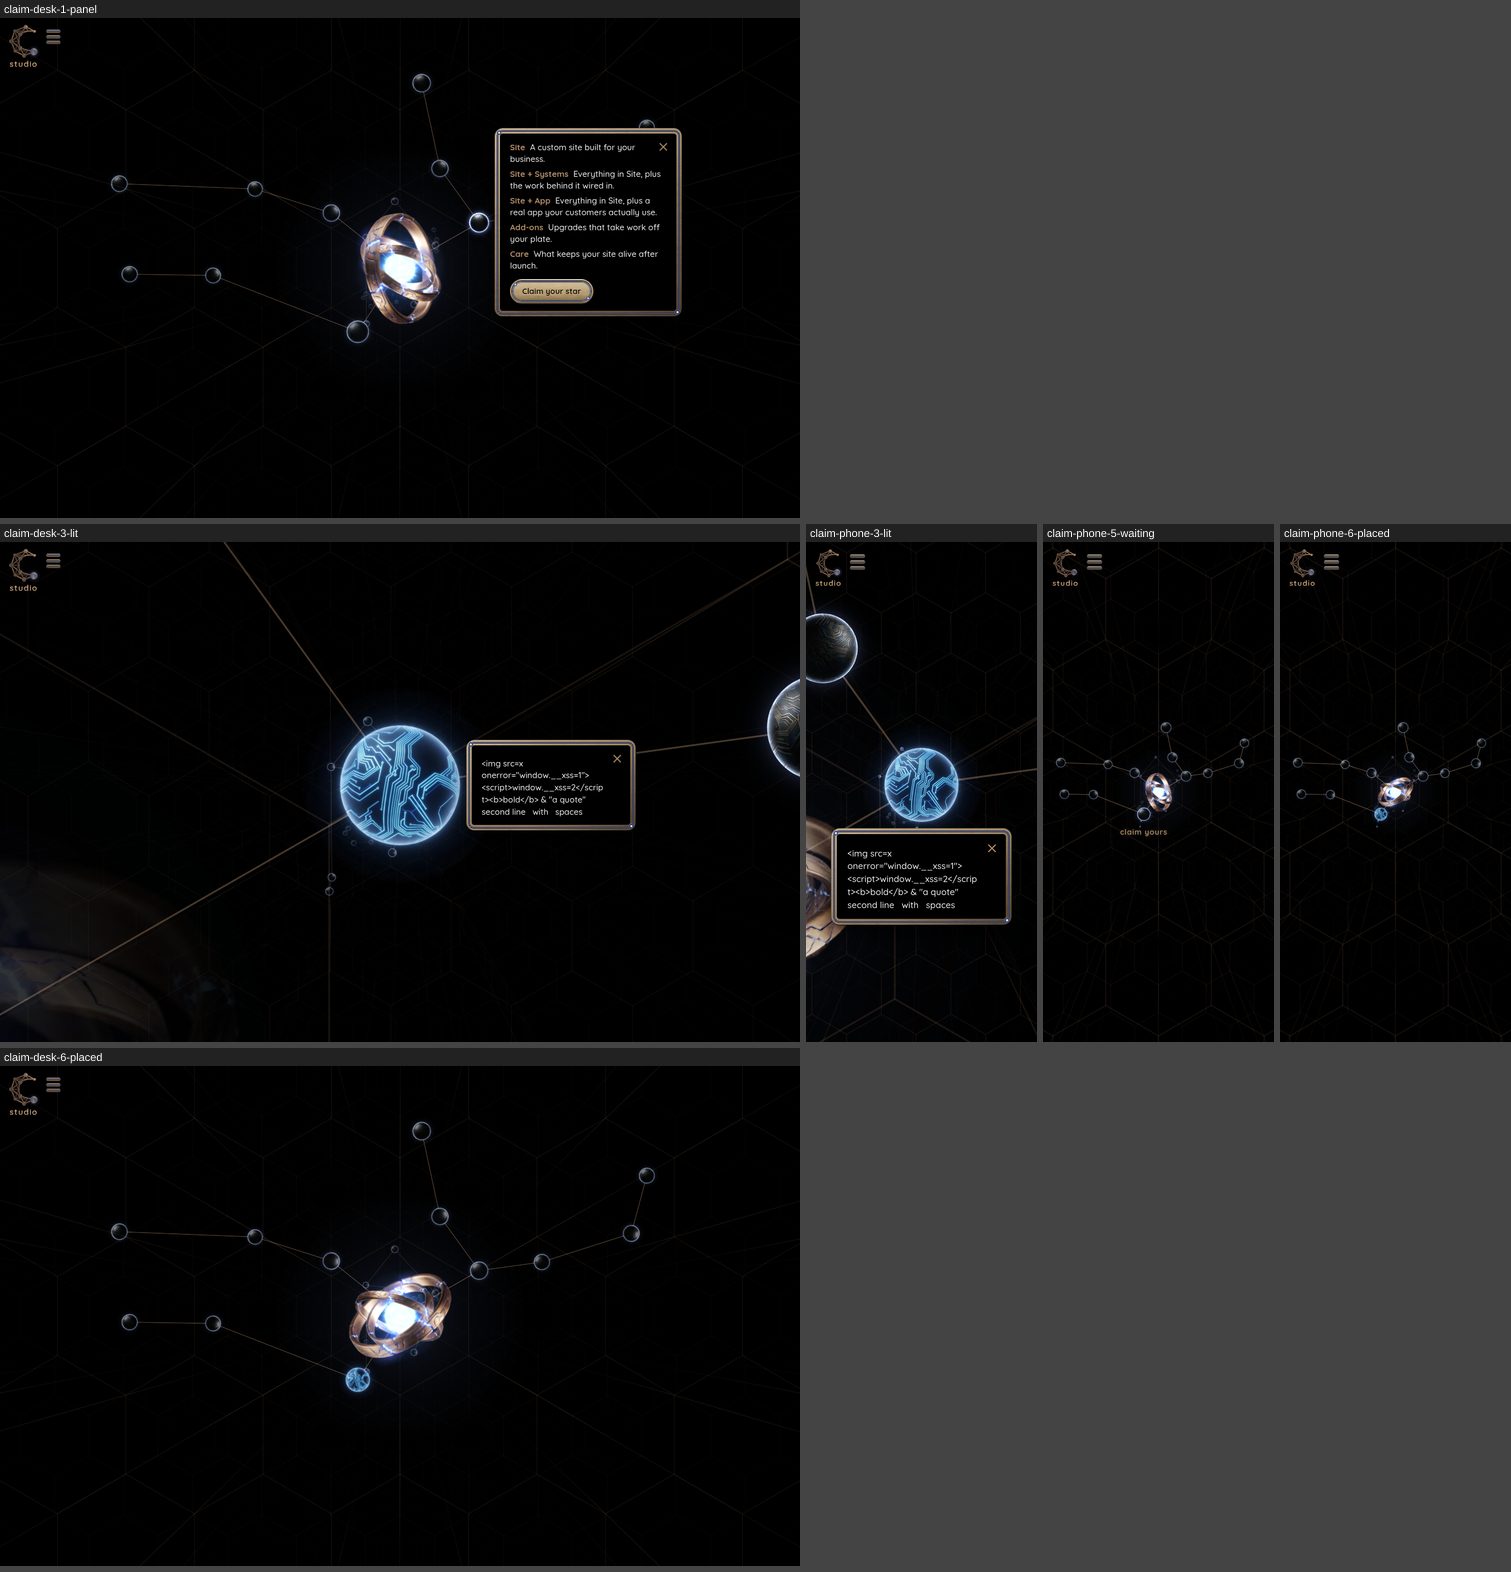 claim-desk-1-panel
studio
Site A custom site built for your
business.
Site + Systems Everything in Site, plus
the work behind it wired in.
Site + App Everything in Site, plus a
real app your customers actually use.
Add-ons Upgrades that take work off
your plate.
Care What keeps your site alive after
launch.
Claim your star
claim-desk-3-lit
studio
<img src=x
onerror="window.__xss=1">
<script>window.__xss=2</scrip
t><b>bold</b> & "a quote"
second line   with   spaces
claim-phone-3-lit
studio
<img src=x
onerror="window.__xss=1">
<script>window.__xss=2</scrip
t><b>bold</b> & "a quote"
second line   with   spaces
claim-phone-5-waiting
studio
claim yours
claim-phone-6-placed
studio
claim-desk-6-placed
studio